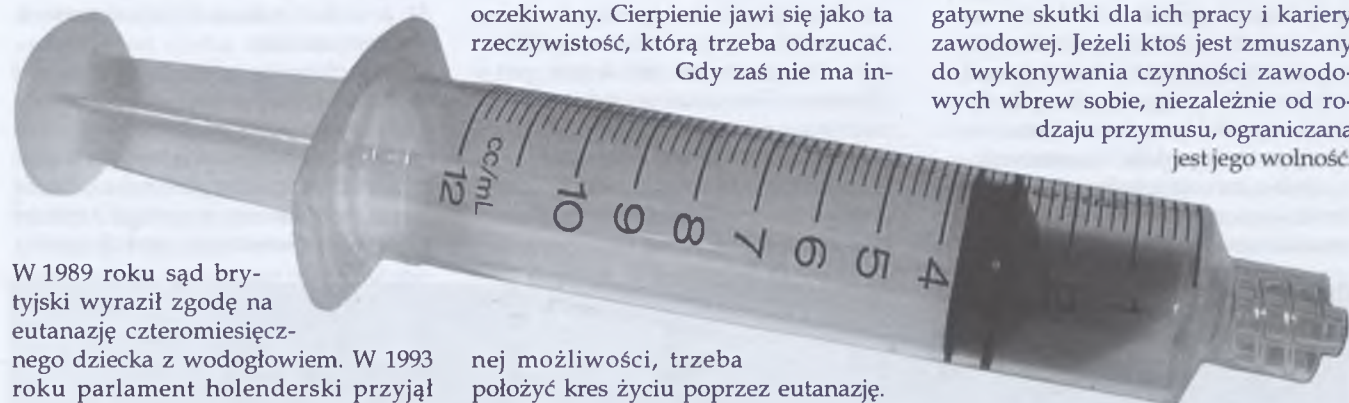 W 1989 roku sąd bry-
tyjski wyraził zgodę na
eutanazję czteromiesięcz-
nego dziecka z wodogłowiem. W 1993
roku parlament holenderski przyjął
oczekiwany. Cierpienie jawi się jako ta
rzeczywistość, którą trzeba odrzucać.
Gdy zaś nie ma in-
nej możliwości, trzeba
położyć kres życiu poprzez eutanazję.
gatywne skutki dla ich pracy i kariery
zawodowej. Jeżeli ktoś jest zmuszany
do wykonywania czynności zawodo-
wych wbrew sobie, niezależnie od ro-
dzaju przymusu, ograniczana
jest jego wolność
cc/mL
12
10
9
8
7
6
5
4